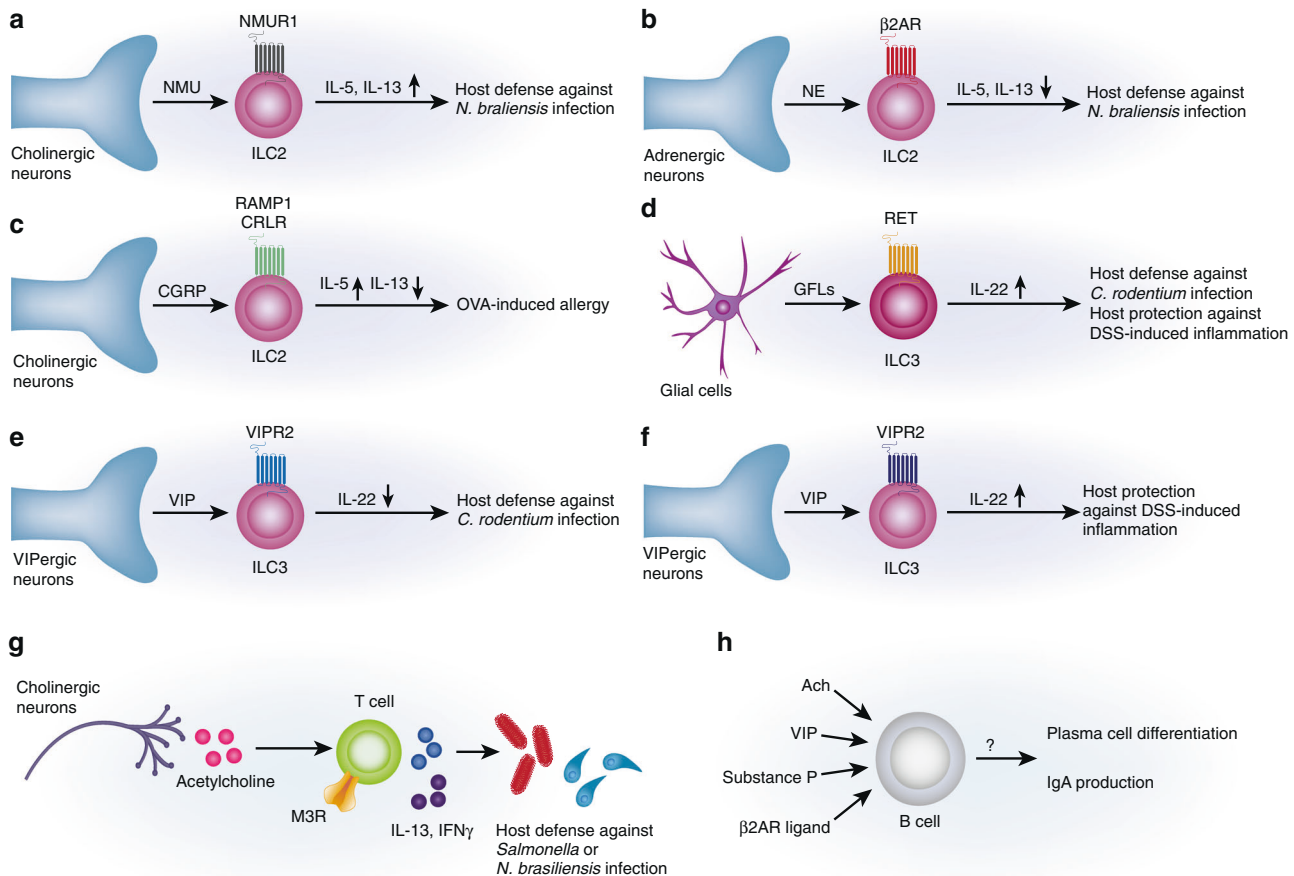 a
NMUR1
NMU
IL-5, IL-13
Host defense against
N. braliensis infection
Cholinergic
neurons
ILC2
b
β2AR
NE
IL-5, IL-13
Host defense against
N. braliensis infection
Adrenergic
neurons
ILC2
c
RAMP1
CRLR
CGRP
IL-5 IL-13
OVA-induced allergy
Cholinergic
neurons
ILC2
d
RET
GFLs
IL-22
Host defense against
C. rodentium infection
Host protection against
DSS-induced inflammation
Glial cells
ILC3
e
VIPR2
VIP
IL-22
Host defense against
C. rodentium infection
VIPergic
neurons
ILC3
f
VIPR2
VIP
IL-22
Host protection
against DSS-induced
inflammation
VIPergic
neurons
ILC3
g
Cholinergic
neurons
T cell
Acetylcholine
M3R
IL-13, IFNγ
Host defense against
Salmonella or
N. brasiliensis infection
h
Ach
VIP
Substance P
β2AR ligand
B cell
?
Plasma cell differentiation
IgA production